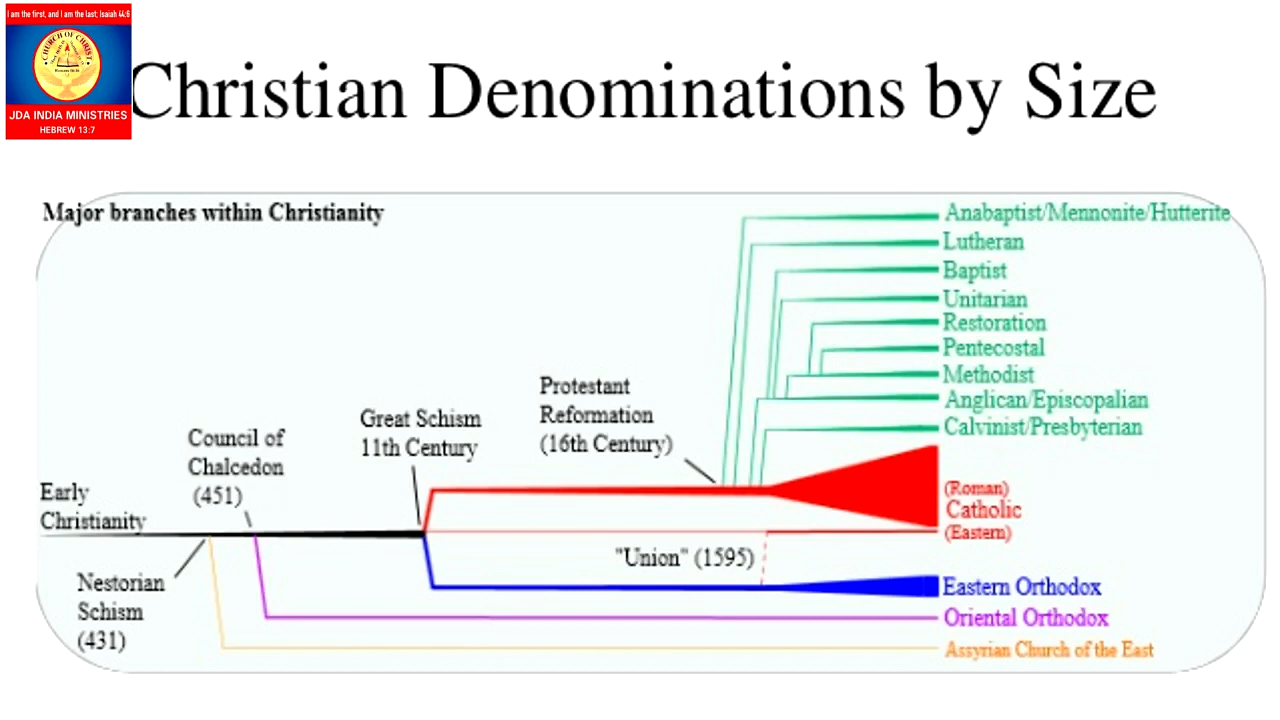 I am the first, and I am the last; Isaiah 44:6
CHURCH OF CHRIST
JDA INDIA MINISTRIES
HEBREW 13:7
Christian Denominations by Size
Major branches within Christianity
Anabaptist/Mennonite/Hutterite
Lutheran
Baptist
Unitarian
Restoration
Pentecostal
Methodist
Anglican/Episcopalian
Calvinist/Presbyterian
Protestant
Reformation
(16th Century)
Great Schism
11th Century
Council of
Chalcedon
(451)
Early
Christianity
(Roman)
Catholic
(Eastern)
"Union" (1595)
Nestorian
Schism
(431)
Eastern Orthodox
Oriental Orthodox
Assyrian Church of the East